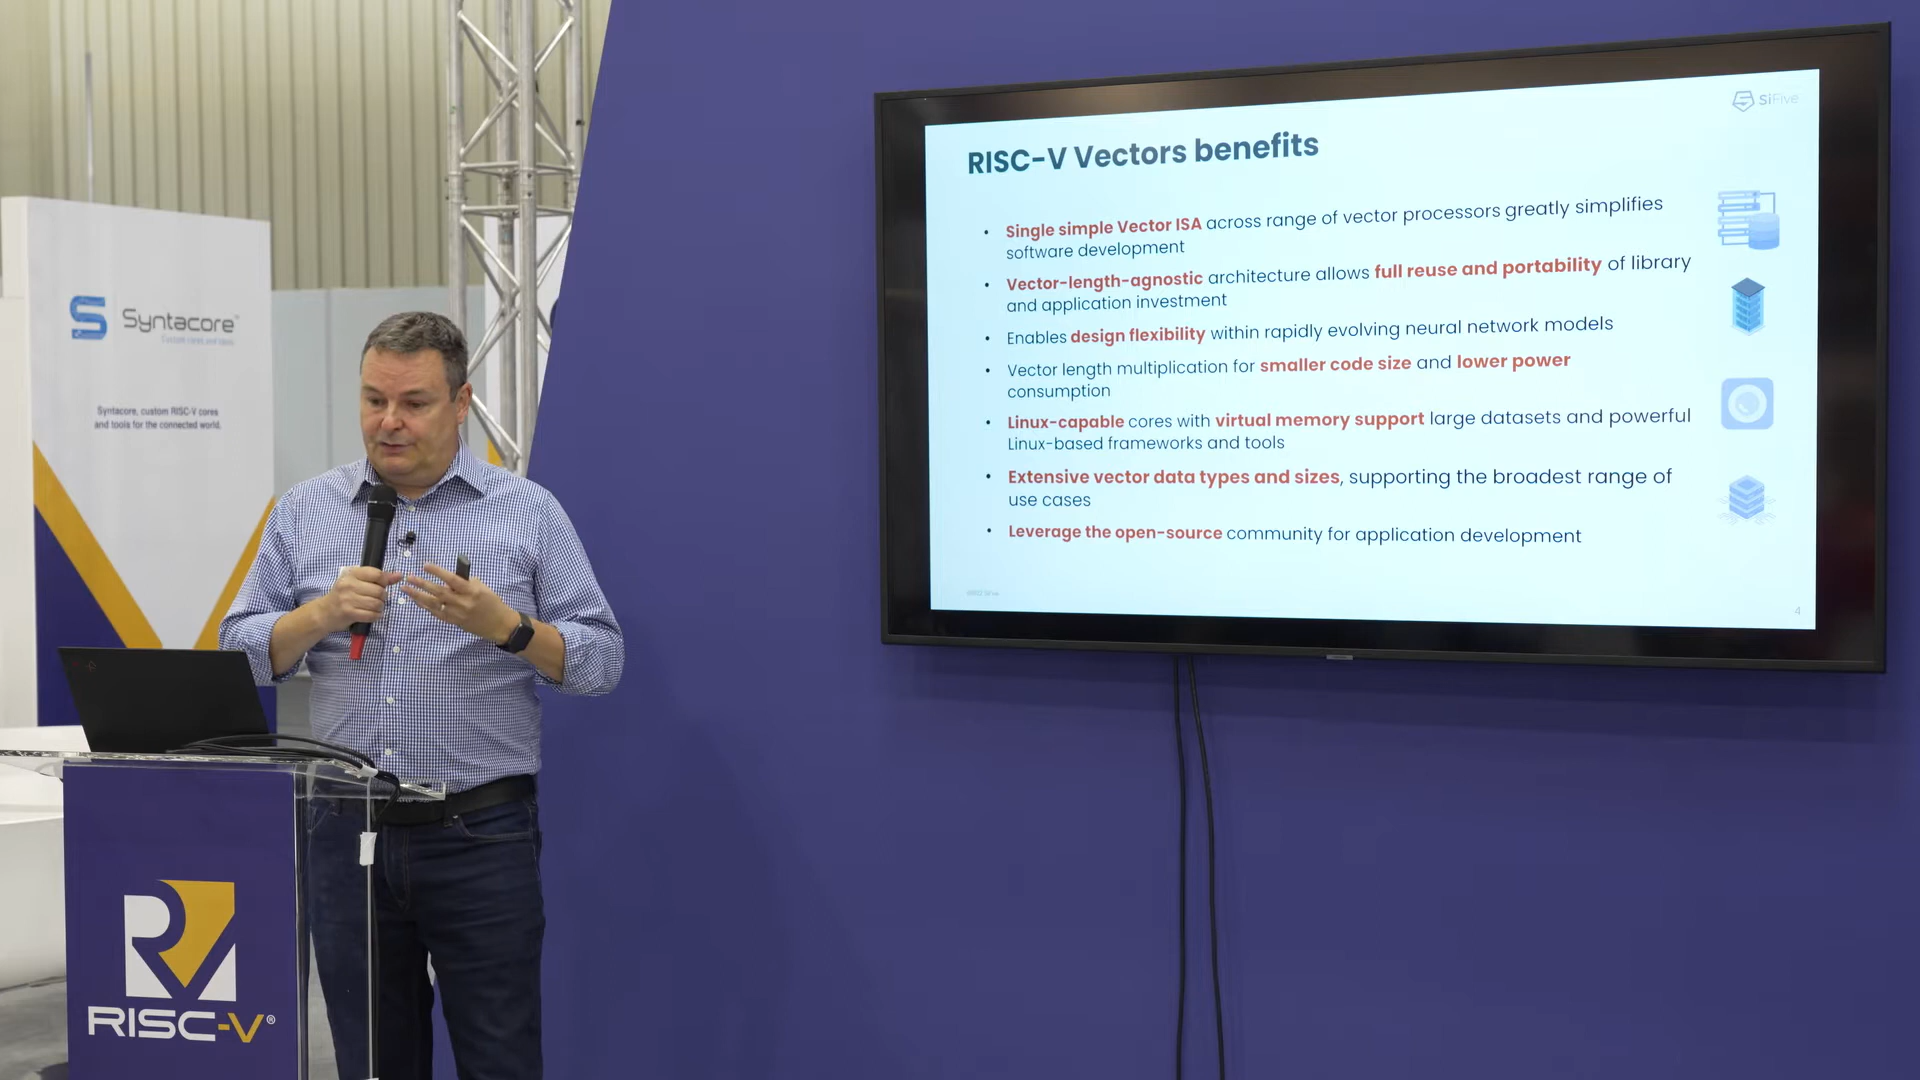 SiFive
RISC-V Vectors benefits
• Single simple Vector ISA across range of vector processors greatly simplifies
software development
• Vector-length-agnostic architecture allows full reuse and portability of library
and application investment
• Enables design flexibility within rapidly evolving neural network models
• Vector length multiplication for smaller code size and lower power
consumption
• Linux-capable cores with virtual memory support large datasets and powerful
Linux-based frameworks and tools
• Extensive vector data types and sizes, supporting the broadest range of
use cases
• Leverage the open-source community for application development
4
Syntacore
Custom cores and tools
Syntacore, custom RISC-V cores
and tools for the connected world.
RISC-V®